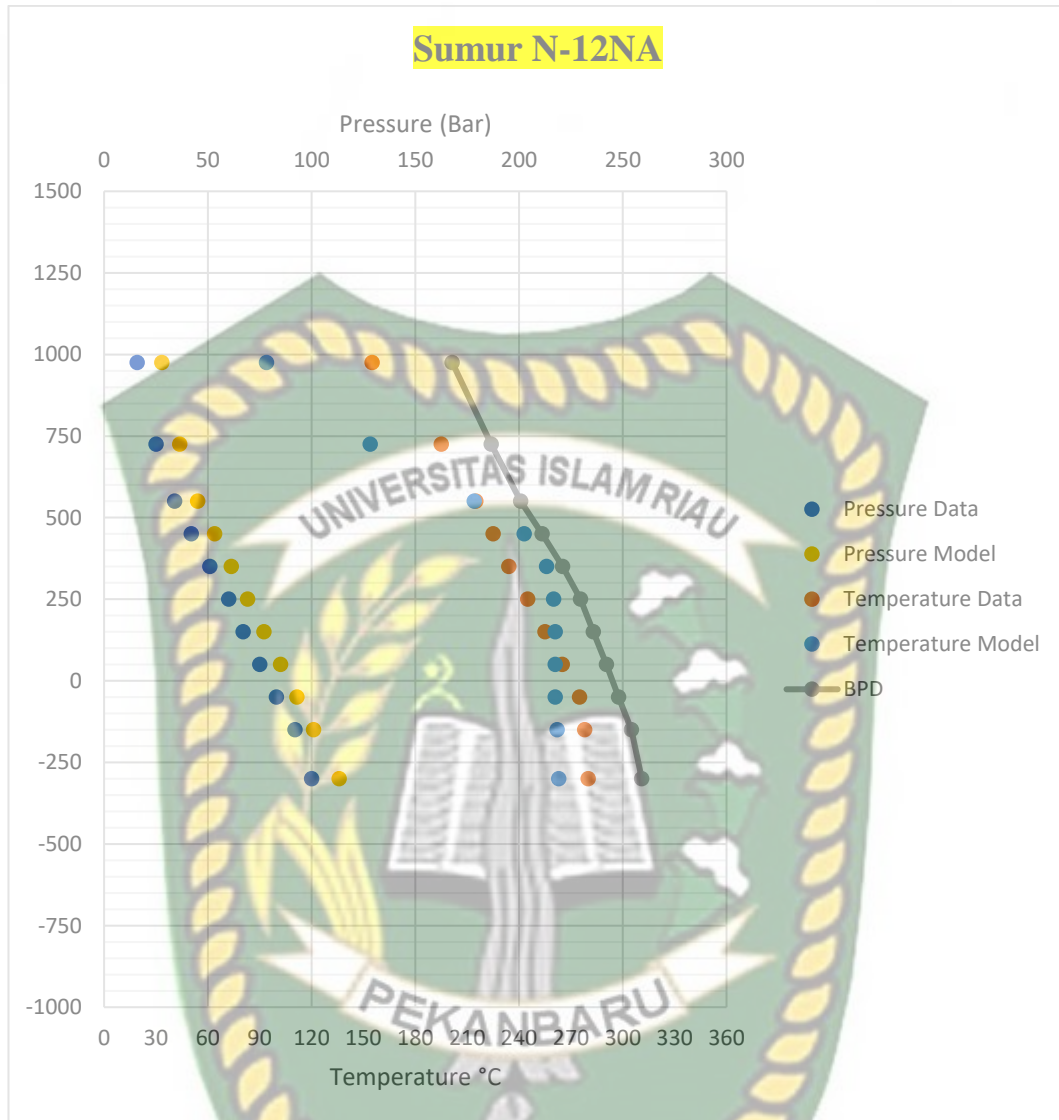 Sumur N-12NA
Pressure (Bar)
0 50 100 150 200 250 300
1500
1250
1000
750
500
250
0
-250
-500
-750
-1000
UNIVERSITAS ISLAM RIAU
Pressure Data
Pressure Model
Temperature Data
Temperature Model
BPD
PEKANBARU
0 30 60 90 120 150 180 210 240 270 300 330 360
Temperature °C